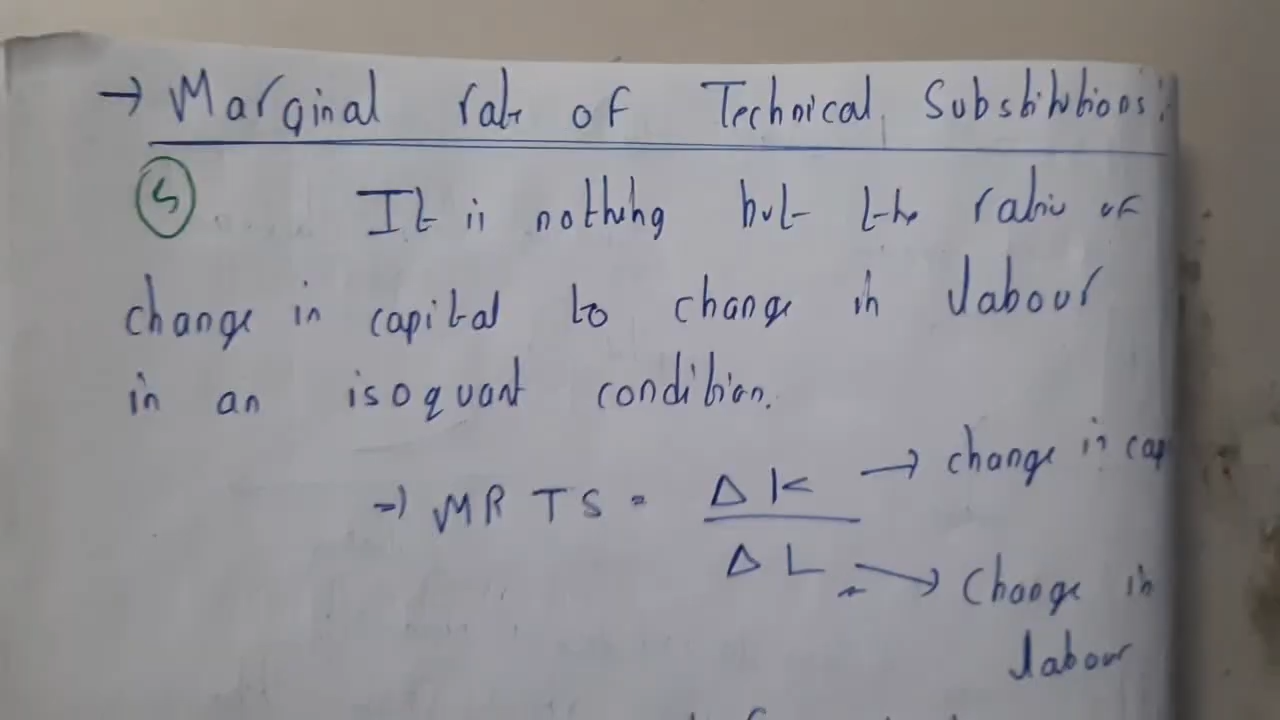 → Marginal rate of Technical Substitutions:
5 It is nothing but the ratio of
change in capital to change in labour
in an isoquant condition.
⇒ MRTS = ΔK → change in
ΔL → Change in
labour